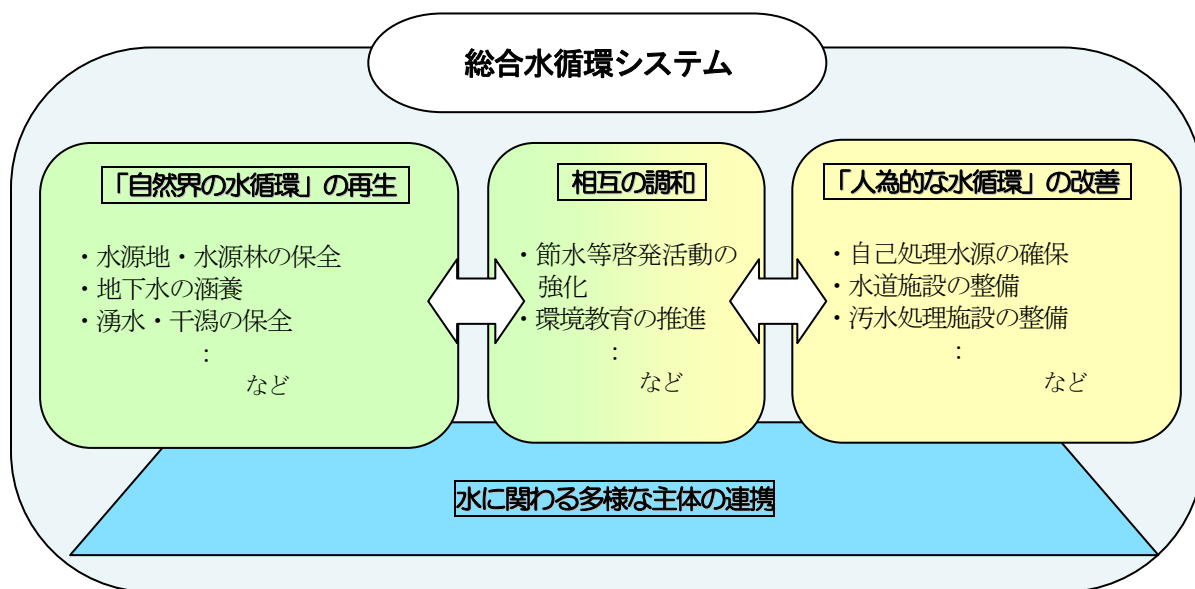 総合水循環システム
「自然界の水循環」の再生
・水源地・水源林の保全
・地下水の涵養
・湧水・干潟の保全
：
など
相互の調和
・節水等啓発活動の
強化
・環境教育の推進
：
など
「人為的な水循環」の改善
・自己処理水源の確保
・水道施設の整備
・汚水処理施設の整備
：
など
水に関わる多様な主体の連携